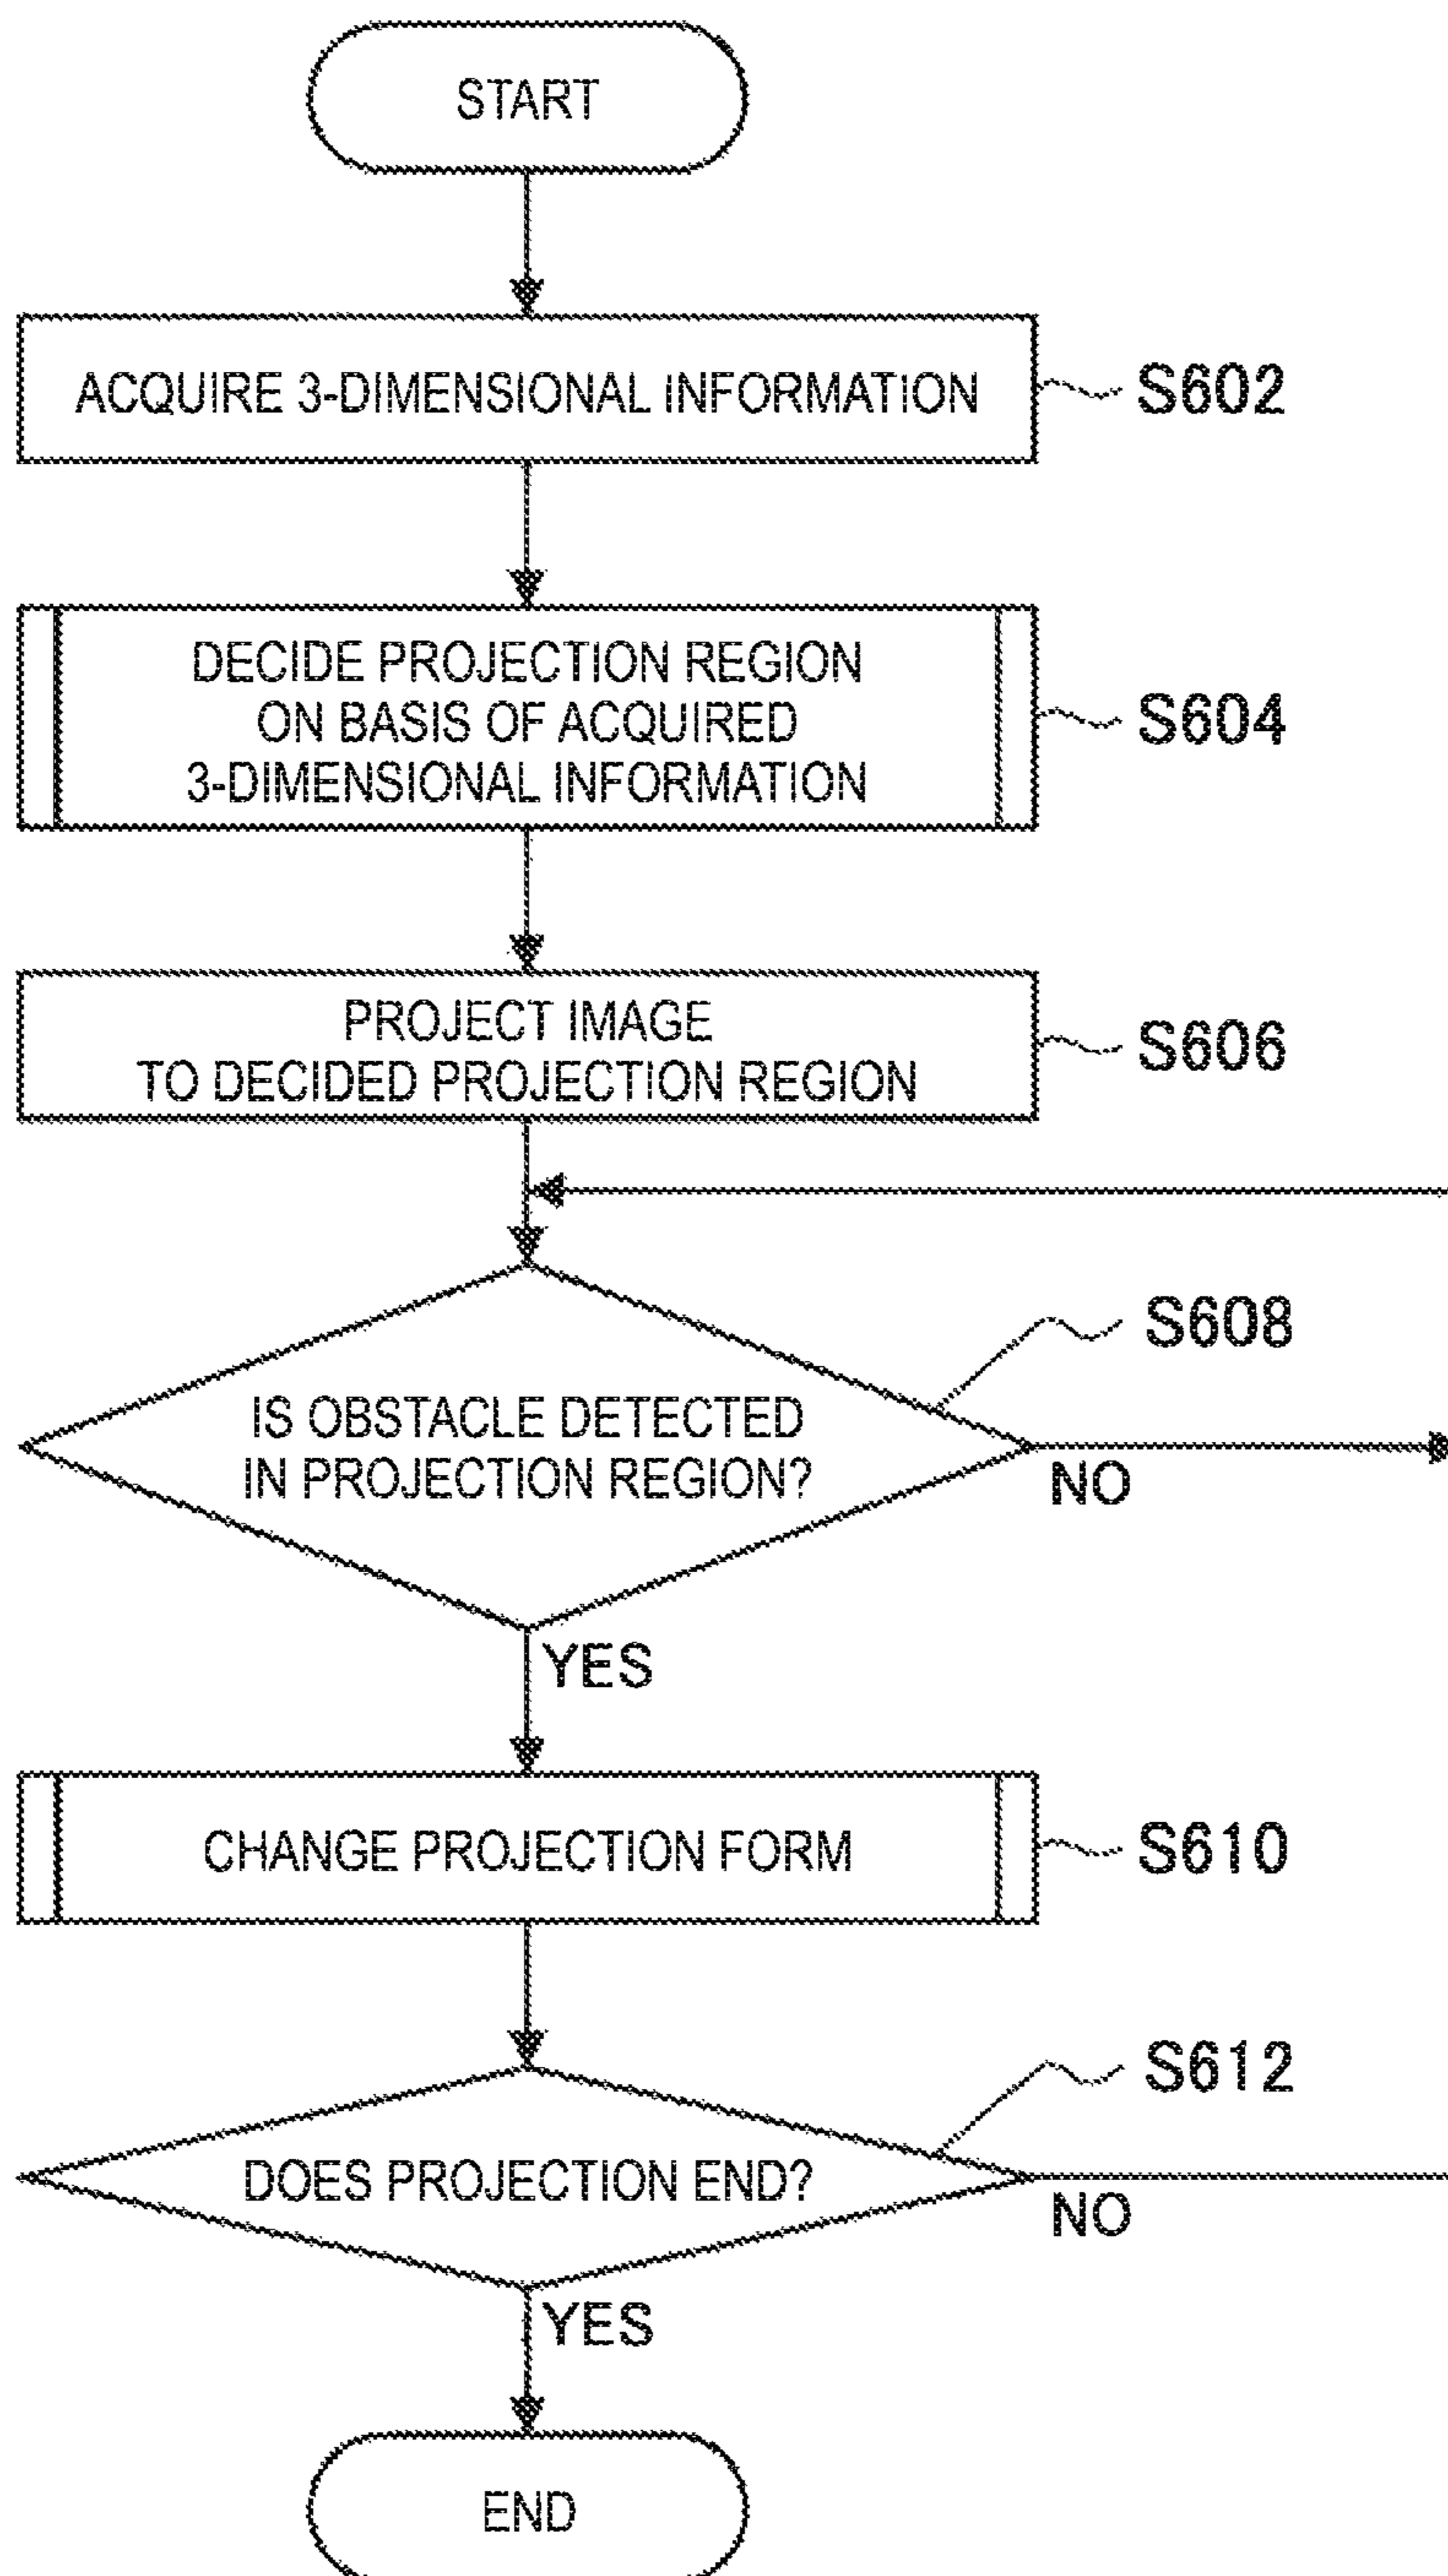 START
ACQUIRE 3-DIMENSIONAL INFORMATION
S602
DECIDE PROJECTION REGION
ON BASIS OF ACQUIRED
3-DIMENSIONAL INFORMATION
S604
PROJECT IMAGE
TO DECIDED PROJECTION REGION
S606
S608
IS OBSTACLE DETECTED
IN PROJECTION REGION?
NO
YES
CHANGE PROJECTION FORM
S610
S612
DOES PROJECTION END?
NO
YES
END